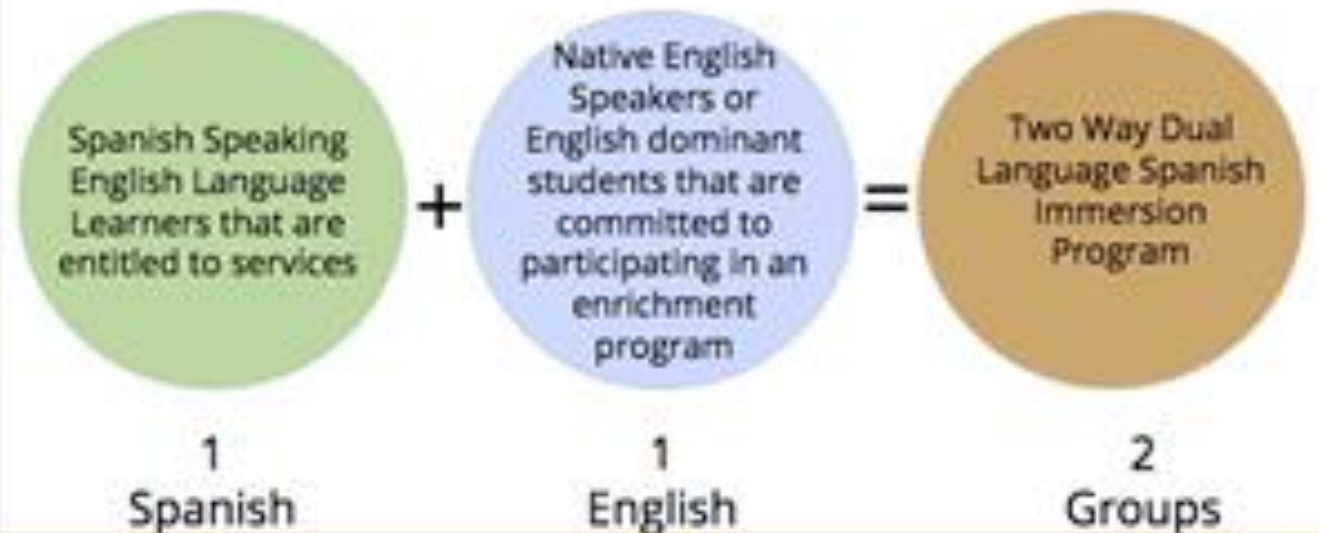 Spanish Speaking
English Language
Learners that are
entitled to services
+
Native English
Speakers or
English dominant
students that are
committed to
participating in an
enrichment
program
=
Two Way Dual
Language Spanish
Immersion
Program
1
Spanish
1
English
2
Groups